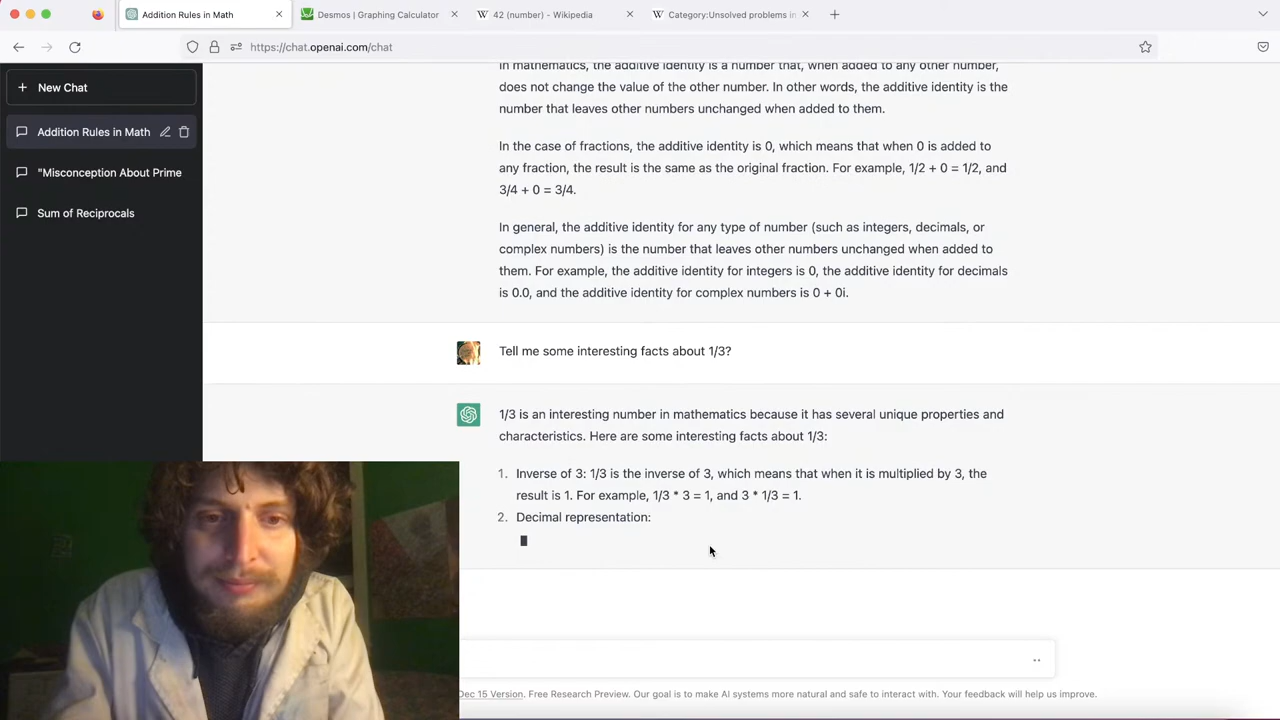 Addition Rules in Math
Desmos | Graphing Calculator
42 (number) - Wikipedia
Category:Unsolved problems in
https://chat.openai.com/chat
New Chat
Addition Rules in Math
"Misconception About Prime
Sum of Reciprocals
In mathematics, the additive identity is a number that, when added to any other number,
does not change the value of the other number. In other words, the additive identity is the
number that leaves other numbers unchanged when added to them.
In the case of fractions, the additive identity is 0, which means that when 0 is added to
any fraction, the result is the same as the original fraction. For example, 1/2 + 0 = 1/2, and
3/4 + 0 = 3/4.
In general, the additive identity for any type of number (such as integers, decimals, or
complex numbers) is the number that leaves other numbers unchanged when added to
them. For example, the additive identity for integers is 0, the additive identity for decimals
is 0.0, and the additive identity for complex numbers is 0 + 0i.
Tell me some interesting facts about 1/3?
1/3 is an interesting number in mathematics because it has several unique properties and
characteristics. Here are some interesting facts about 1/3:
1. Inverse of 3: 1/3 is the inverse of 3, which means that when it is multiplied by 3, the
result is 1. For example, 1/3 * 3 = 1, and 3 * 1/3 = 1.
2. Decimal representation:
Dec 15 Version. Free Research Preview. Our goal is to make AI systems more natural and safe to interact with. Your feedback will help us improve.